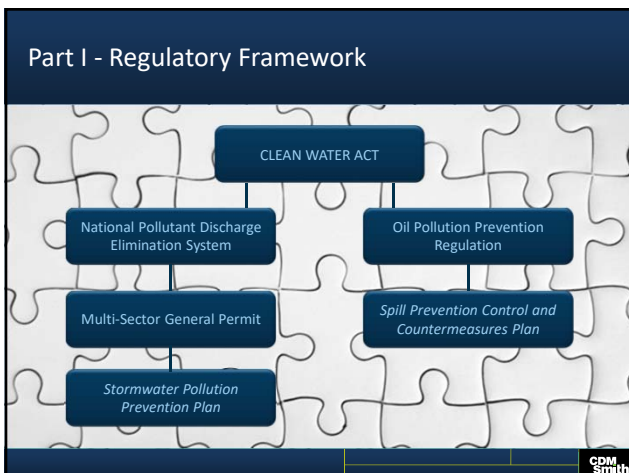 Part I - Regulatory Framework
CLEAN WATER ACT
National Pollutant Discharge
Elimination System
Oil Pollution Prevention
Regulation
Multi-Sector General Permit
Spill Prevention Control and
Countermeasures Plan
Stormwater Pollution
Prevention Plan
CDM
Smith